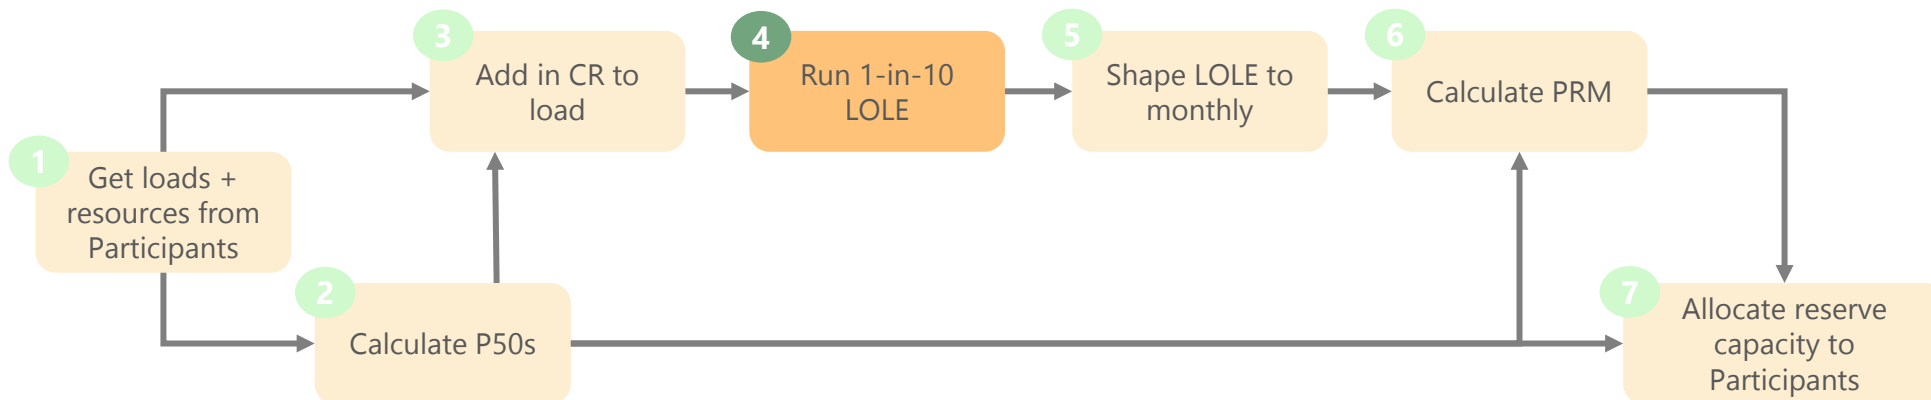 1
Get loads +
resources from
Participants
2
Calculate P50s
3
Add in CR to
load
4
Run 1-in-10
LOLE
5
Shape LOLE to
monthly
6
Calculate PRM
7
Allocate reserve
capacity to
Participants